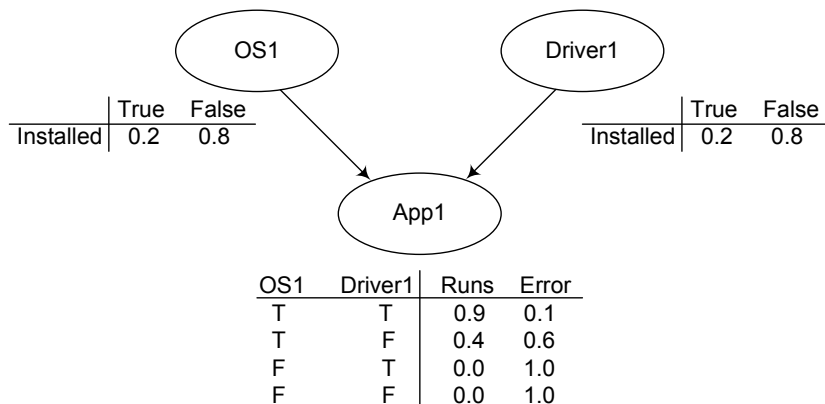 OS1
Driver1
True False
Installed 0.2 0.8
True False
Installed 0.2 0.8
App1
OS1 Driver1 Runs Error
T T 0.9 0.1
T F 0.4 0.6
F T 0.0 1.0
F F 0.0 1.0